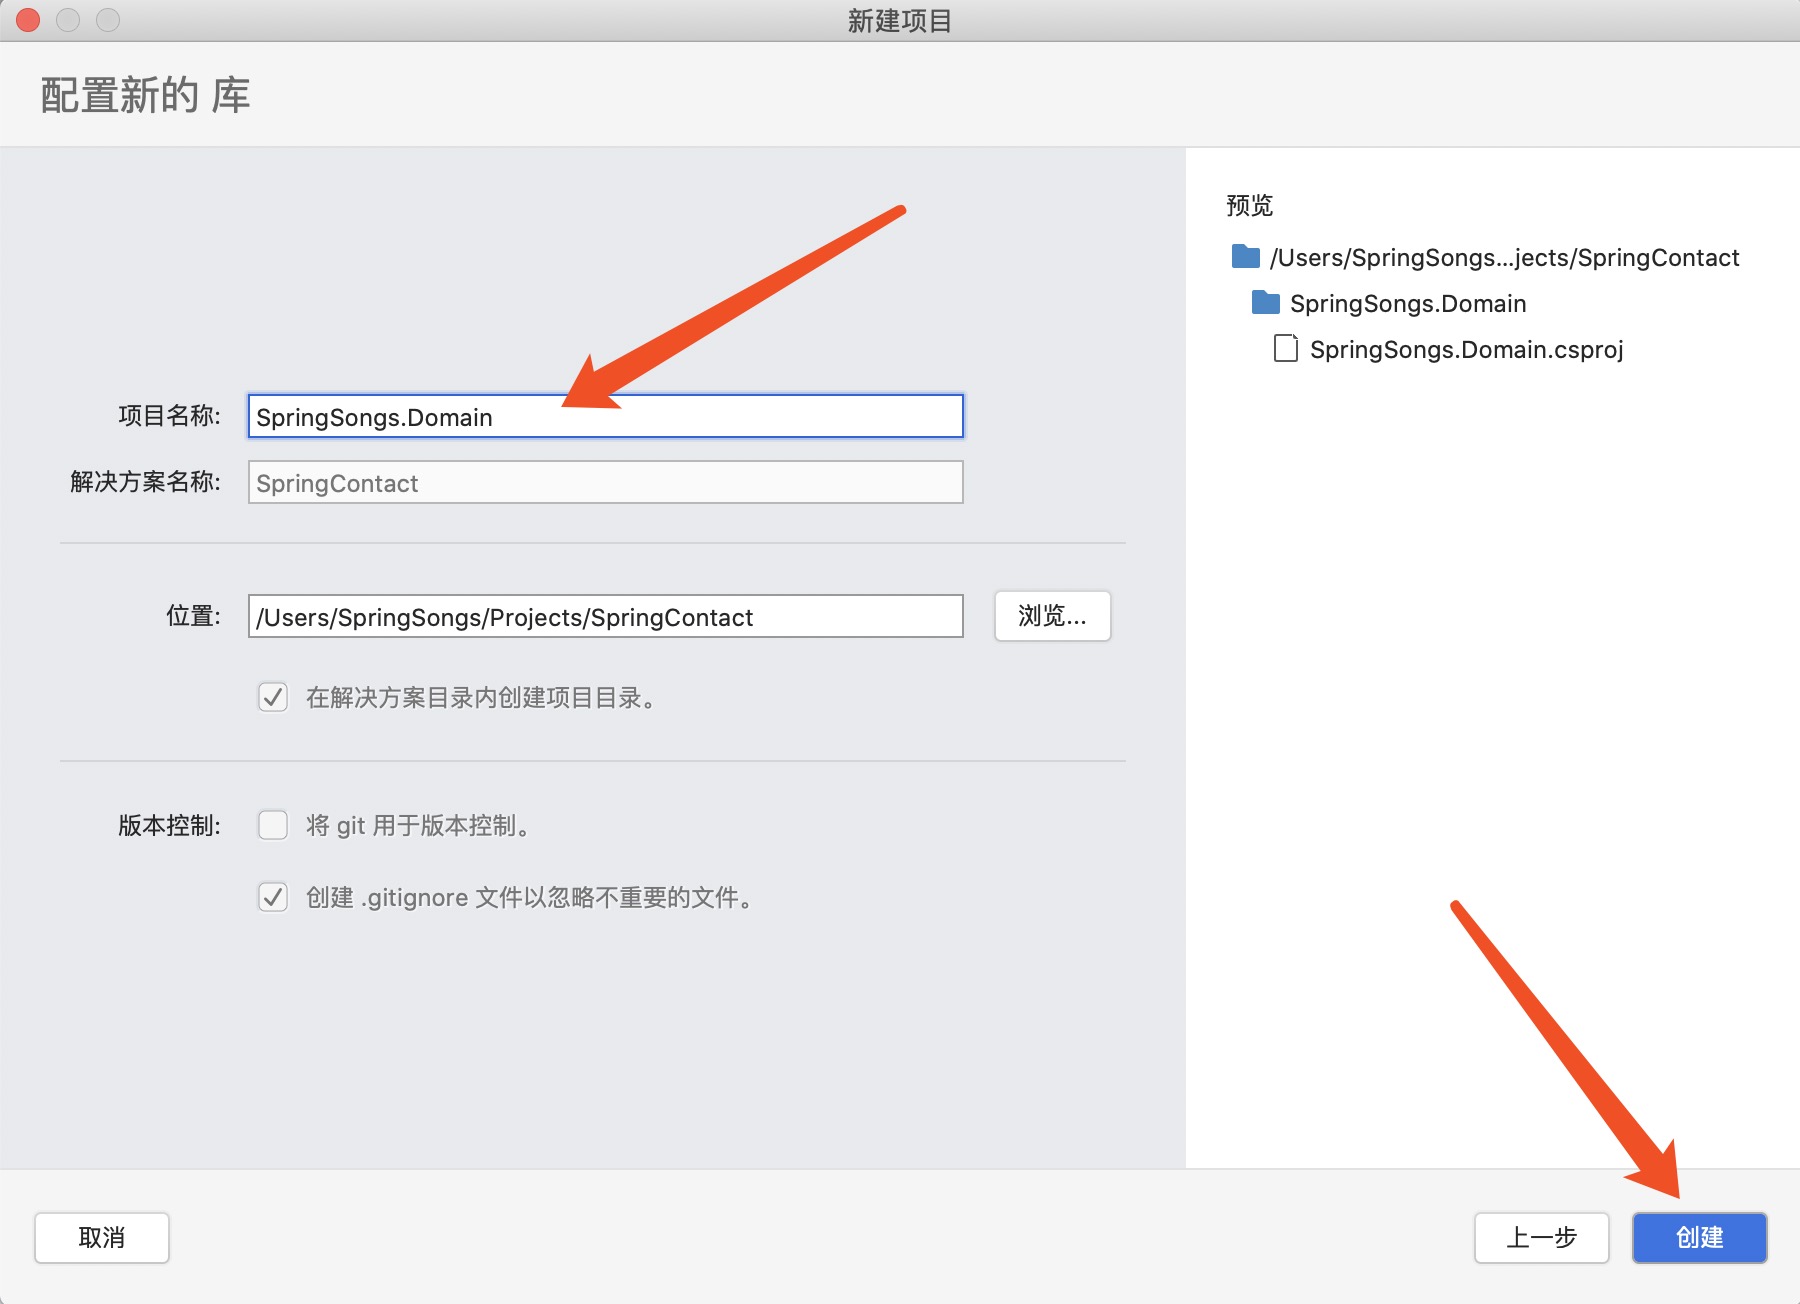 新建项目
配置新的 库
项目名称: SpringSongs.Domain
解决方案名称: SpringContact
位置: /Users/SpringSongs/Projects/SpringContact 浏览...
在解决方案目录内创建项目目录。
版本控制: 将 git 用于版本控制。
创建 .gitignore 文件以忽略不重要的文件。
预览
/Users/SpringSongs...jects/SpringContact
SpringSongs.Domain
SpringSongs.Domain.csproj
取消 上一步 创建